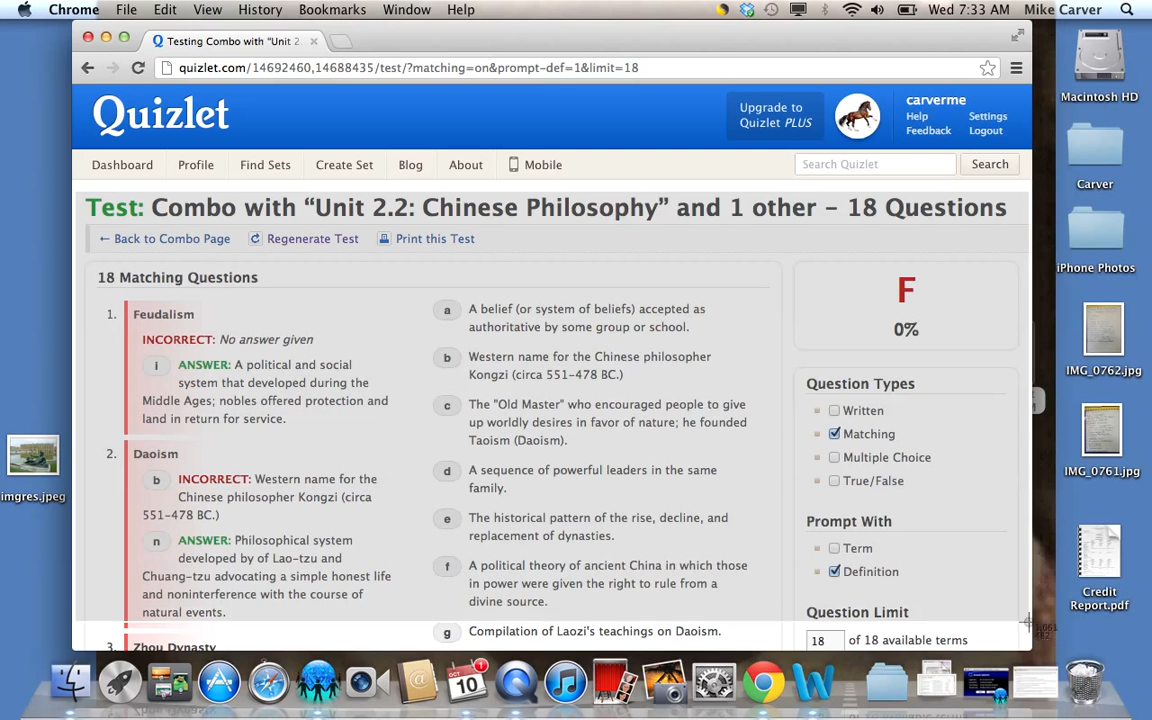 Chrome File Edit View History Bookmarks Window Help Wed 7:33 AM Mike Carver
Testing Combo with "Unit 2.
quizlet.com/14692460,14688435/test/?matching=on&prompt-def=1&limit=18
Quizlet
Upgrade to
Quizlet PLUS
carverme
Help Settings
Feedback Logout
Dashboard Profile Find Sets Create Set Blog About Mobile Search Quizlet Search
Test: Combo with “Unit 2.2: Chinese Philosophy” and 1 other – 18 Questions
← Back to Combo Page Regenerate Test Print this Test
18 Matching Questions
1. Feudalism
INCORRECT: No answer given
i ANSWER: A political and social
system that developed during the
Middle Ages; nobles offered protection and
land in return for service.
2. Daoism
b INCORRECT: Western name for the
Chinese philosopher Kongzi (circa
551-478 BC.)
n ANSWER: Philosophical system
developed by of Lao-tzu and
Chuang-tzu advocating a simple honest life
and noninterference with the course of
natural events.
3. Zhou Dynasty
a A belief (or system of beliefs) accepted as
authoritative by some group or school.
b Western name for the Chinese philosopher
Kongzi (circa 551-478 BC.)
c The "Old Master" who encouraged people to give
up worldly desires in favor of nature; he founded
Taoism (Daoism).
d A sequence of powerful leaders in the same
family.
e The historical pattern of the rise, decline, and
replacement of dynasties.
f A political theory of ancient China in which those
in power were given the right to rule from a
divine source.
g Compilation of Laozi's teachings on Daoism.
F
0%
Question Types
Written
Matching
Multiple Choice
True/False
Prompt With
Term
Definition
Question Limit
18 of 18 available terms
Macintosh HD
Carver
iPhone Photos
IMG_0762.jpg
IMG_0761.jpg
Credit
Report.pdf
imgres.jpeg
OCT
10
1
W